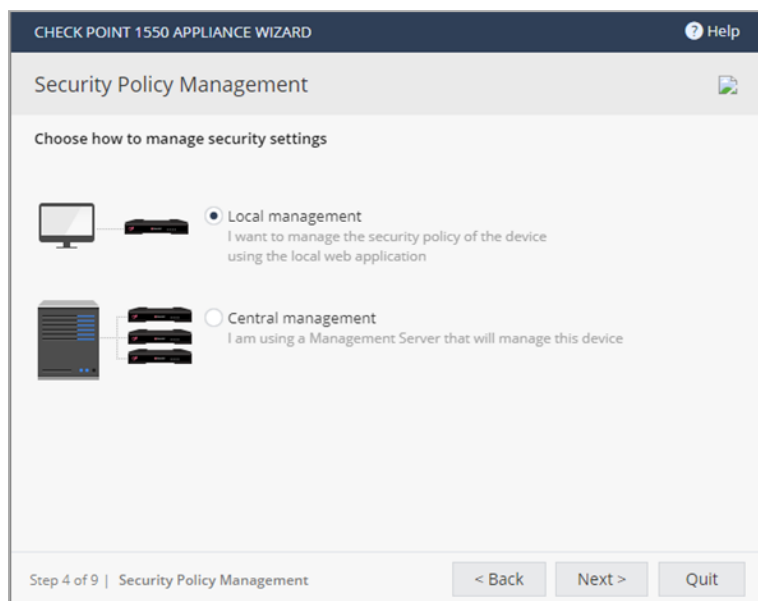 CHECK POINT 1550 APPLIANCE WIZARD
Help
Security Policy Management
Choose how to manage security settings
Local management
I want to manage the security policy of the device
using the local web application
Central management
I am using a Management Server that will manage this device
Step 4 of 9 | Security Policy Management
< Back
Next >
Quit